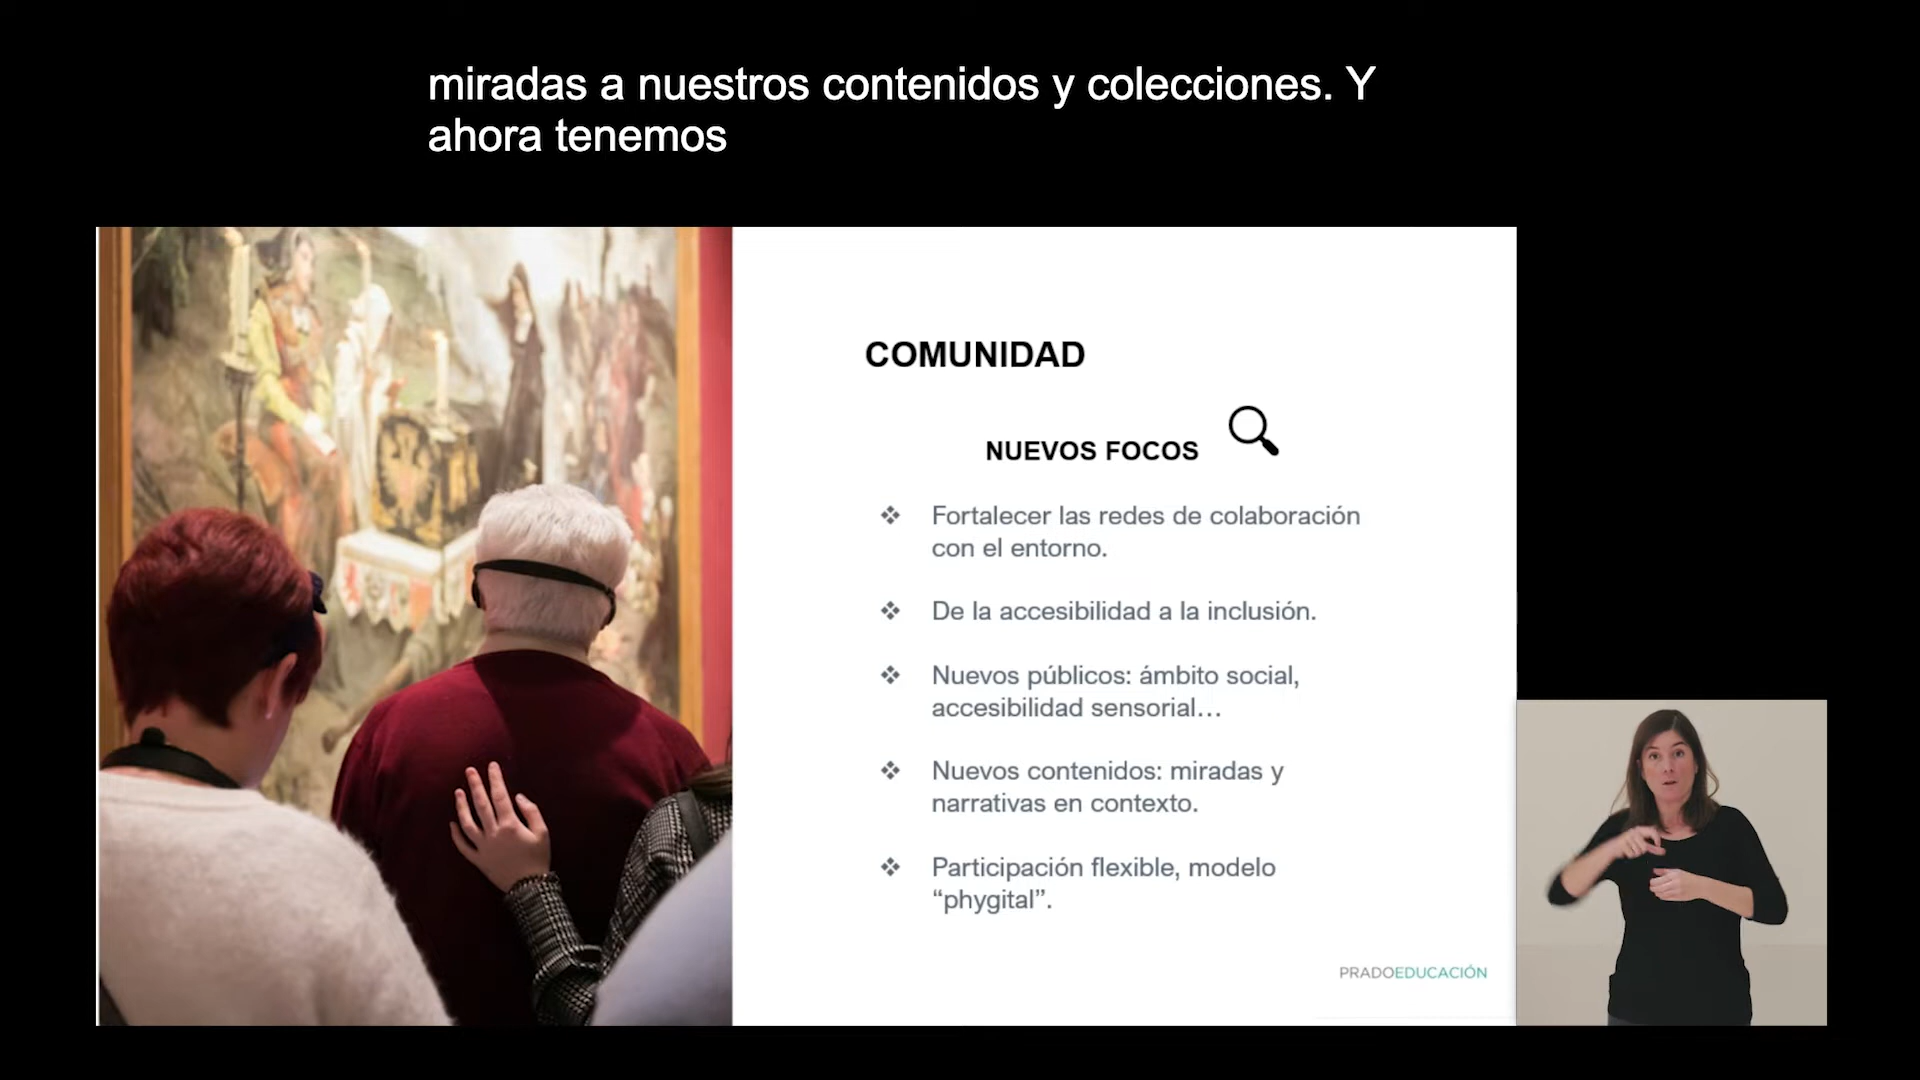 miradas a nuestros contenidos y colecciones. Y
ahora tenemos
COMUNIDAD
NUEVOS FOCOS
❖ Fortalecer las redes de colaboración
con el entorno.
❖ De la accesibilidad a la inclusión.
❖ Nuevos públicos: ámbito social,
accesibilidad sensorial…
❖ Nuevos contenidos: miradas y
narrativas en contexto.
❖ Participación flexible, modelo
“phygital”.
PRADOEDUCACIÓN